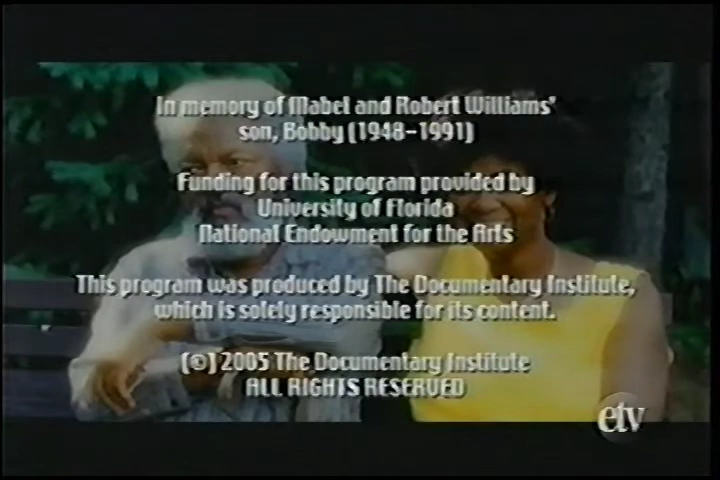 In memory of Mabel and Robert Williams'
son, Bobby (1948-1991)
Funding for this program provided by
University of Florida
National Endowment for the Arts
This program was produced by The Documentary Institute,
which is solely responsible for its content.
(©) 2005 The Documentary Institute
ALL RIGHTS RESERVED
etv